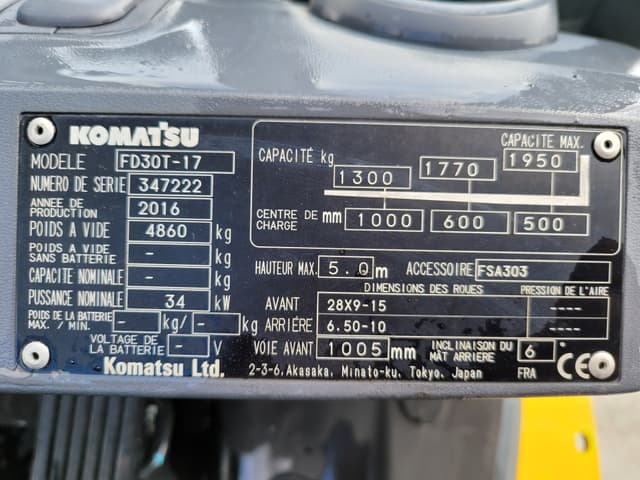 KOMATSU
MODELE FD30T-17
NUMERO DE SERIE 347222
ANNEE DE PRODUCTION 2016
POIDS A VIDE 4860 kg
POIDS A VIDE SANS BATTERIE - kg
CAPACITE NOMINALE - kg
PUSSANCE NOMINALE 34 kW
POIDS DE LA BATTERIE MAX. / MIN. - kg/ - kg
VOLTAGE DE LA BATTERIE - V
CAPACITÉ kg 1300 1770 1950
CAPACITE MAX.
CENTRE DE CHARGE mm 1000 600 500
HAUTEUR MAX. 5.0 m ACCESSOIRE FSA303
DIMENSIONS DES ROUES PRESSION DE L'AIRE
AVANT 28X9-15 ----
ARRIÉRE 6.50-10 ----
VOIE AVANT 1005 mm INCLINAISON DU MÂT ARRIERE 6°
Komatsu Ltd. 2-3-6, Akasaka, Minato-ku, Tokyo, Japan FRA CE